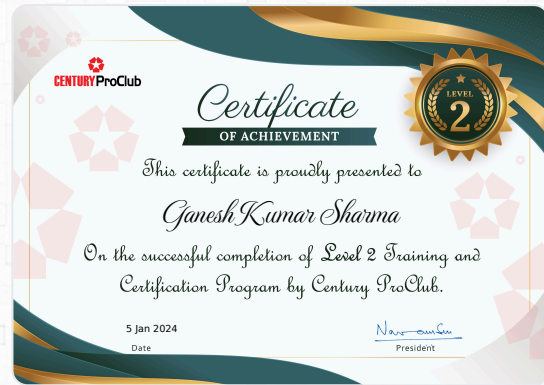 CENTURY ProClub
Certificate
OF ACHIEVEMENT
LEVEL
2
This certificate is proudly presented to
Ganesh Kumar Sharma
On the successful completion of Level 2 Training and
Certification Program by Century ProClub.
5 Jan 2024
Date
President